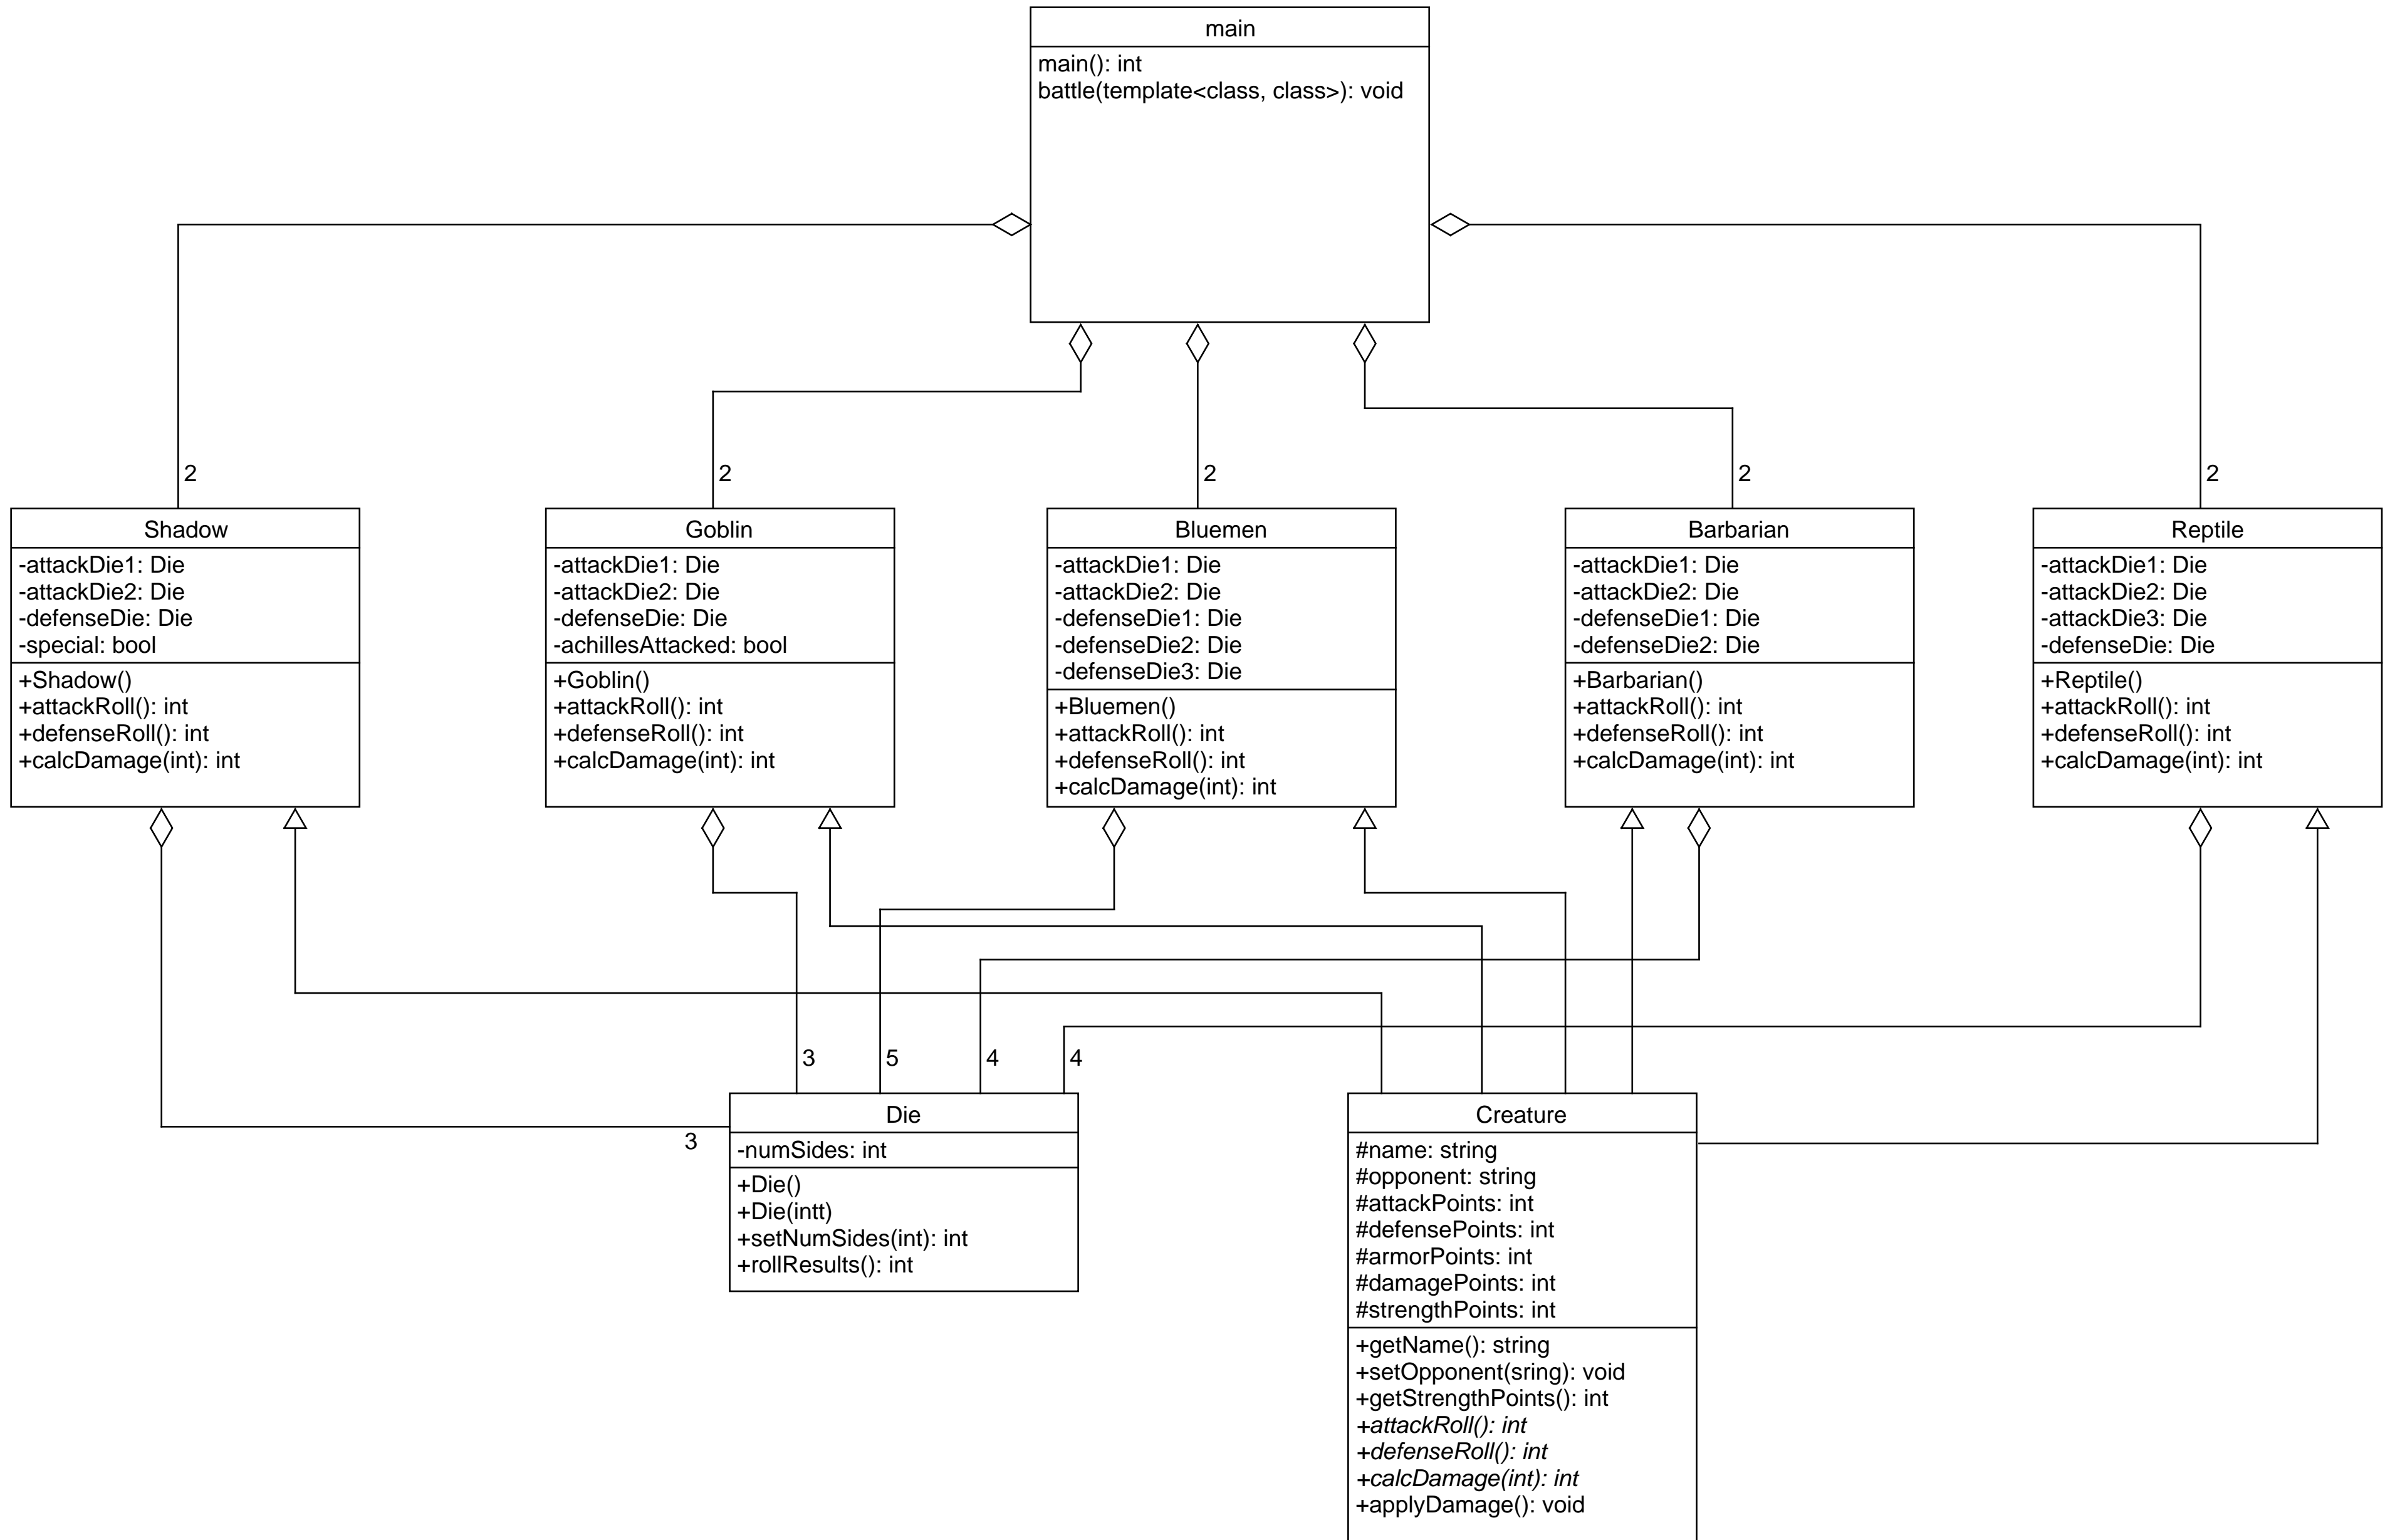 main
main(): int
battle(template<class, class>): void
2
2
2
2
2
Shadow
-attackDie1: Die
-attackDie2: Die
-defenseDie: Die
-special: bool
+Shadow()
+attackRoll(): int
+defenseRoll(): int
+calcDamage(int): int
Goblin
-attackDie1: Die
-attackDie2: Die
-defenseDie: Die
-achillesAttacked: bool
+Goblin()
+attackRoll(): int
+defenseRoll(): int
+calcDamage(int): int
Bluemen
-attackDie1: Die
-attackDie2: Die
-defenseDie1: Die
-defenseDie2: Die
-defenseDie3: Die
+Bluemen()
+attackRoll(): int
+defenseRoll(): int
+calcDamage(int): int
Barbarian
-attackDie1: Die
-attackDie2: Die
-defenseDie1: Die
-defenseDie2: Die
+Barbarian()
+attackRoll(): int
+defenseRoll(): int
+calcDamage(int): int
Reptile
-attackDie1: Die
-attackDie2: Die
-attackDie3: Die
-defenseDie: Die
+Reptile()
+attackRoll(): int
+defenseRoll(): int
+calcDamage(int): int
3
5
4
4
3
Die
-numSides: int
+Die()
+Die(intt)
+setNumSides(int): int
+rollResults(): int
Creature
#name: string
#opponent: string
#attackPoints: int
#defensePoints: int
#armorPoints: int
#damagePoints: int
#strengthPoints: int
+getName(): string
+setOpponent(sring): void
+getStrengthPoints(): int
+attackRoll(): int
+defenseRoll(): int
+calcDamage(int): int
+applyDamage(): void